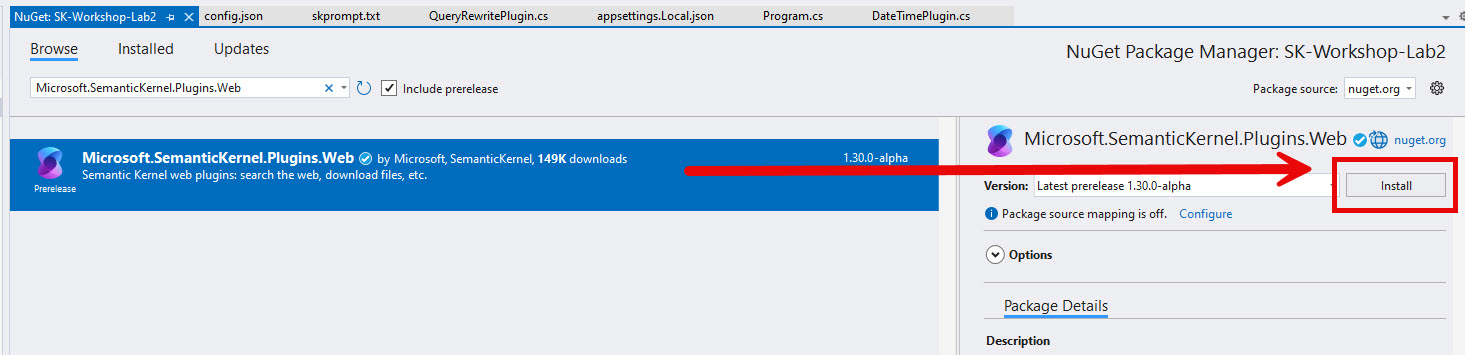 NuGet: SK-Workshop-Lab2 config.json skprompt.txt QueryRewritePlugin.cs appsettings.Local.json Program.cs DateTimePlugin.cs
Browse Installed Updates
NuGet Package Manager: SK-Workshop-Lab2
Microsoft.SemanticKernel.Plugins.Web
Include prerelease
Package source: nuget.org
Microsoft.SemanticKernel.Plugins.Web by Microsoft, SemanticKernel, 149K downloads 1.30.0-alpha
Semantic Kernel web plugins: search the web, download files, etc.
Prerelease
Microsoft.SemanticKernel.Plugins.Web nuget.org
Version: Latest prerelease 1.30.0-alpha Install
Package source mapping is off. Configure
Options
Package Details
Description